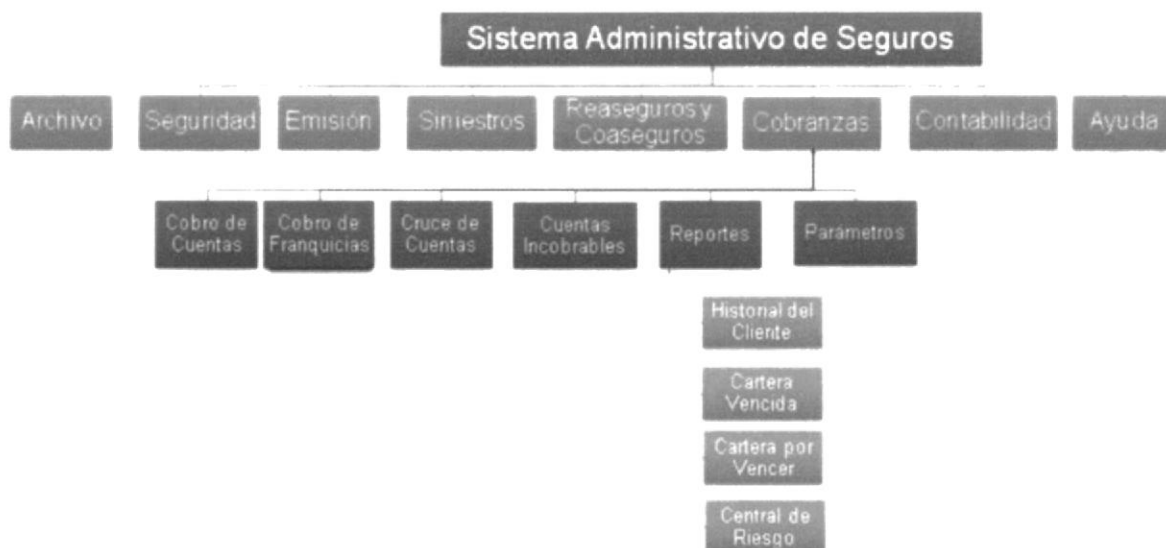 Sistema Administrativo de Seguros
Archivo
Seguridad
Emisión
Siniestros
Reaseguros y
Coaseguros
Cobranzas
Contabilidad
Ayuda
Cobro de
Cuentas
Cobro de
Franquicias
Cruce de
Cuentas
Cuentas
Incobrables
Reportes
Parámetros
Historial del
Cliente
Cartera
Vencida
Cartera por
Vencer
Central de
Riesgo